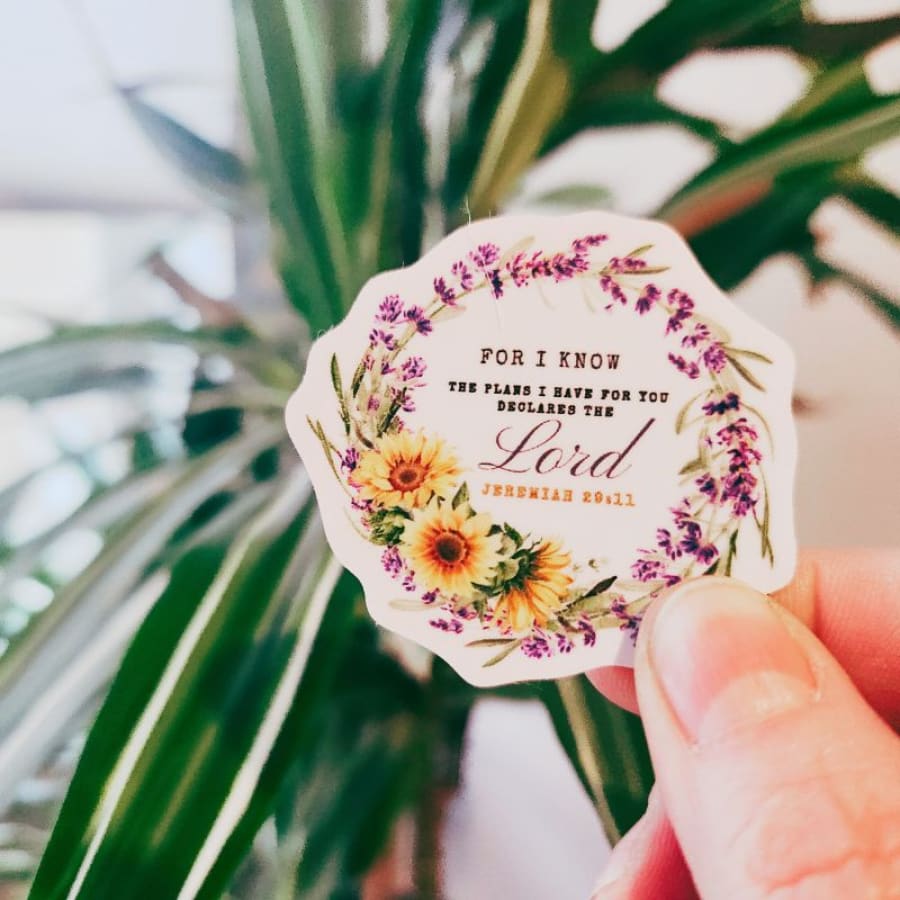 FOR I KNOW
THE PLANS I HAVE FOR YOU
DECLARES THE
Lord
JEREMIAH 29:11